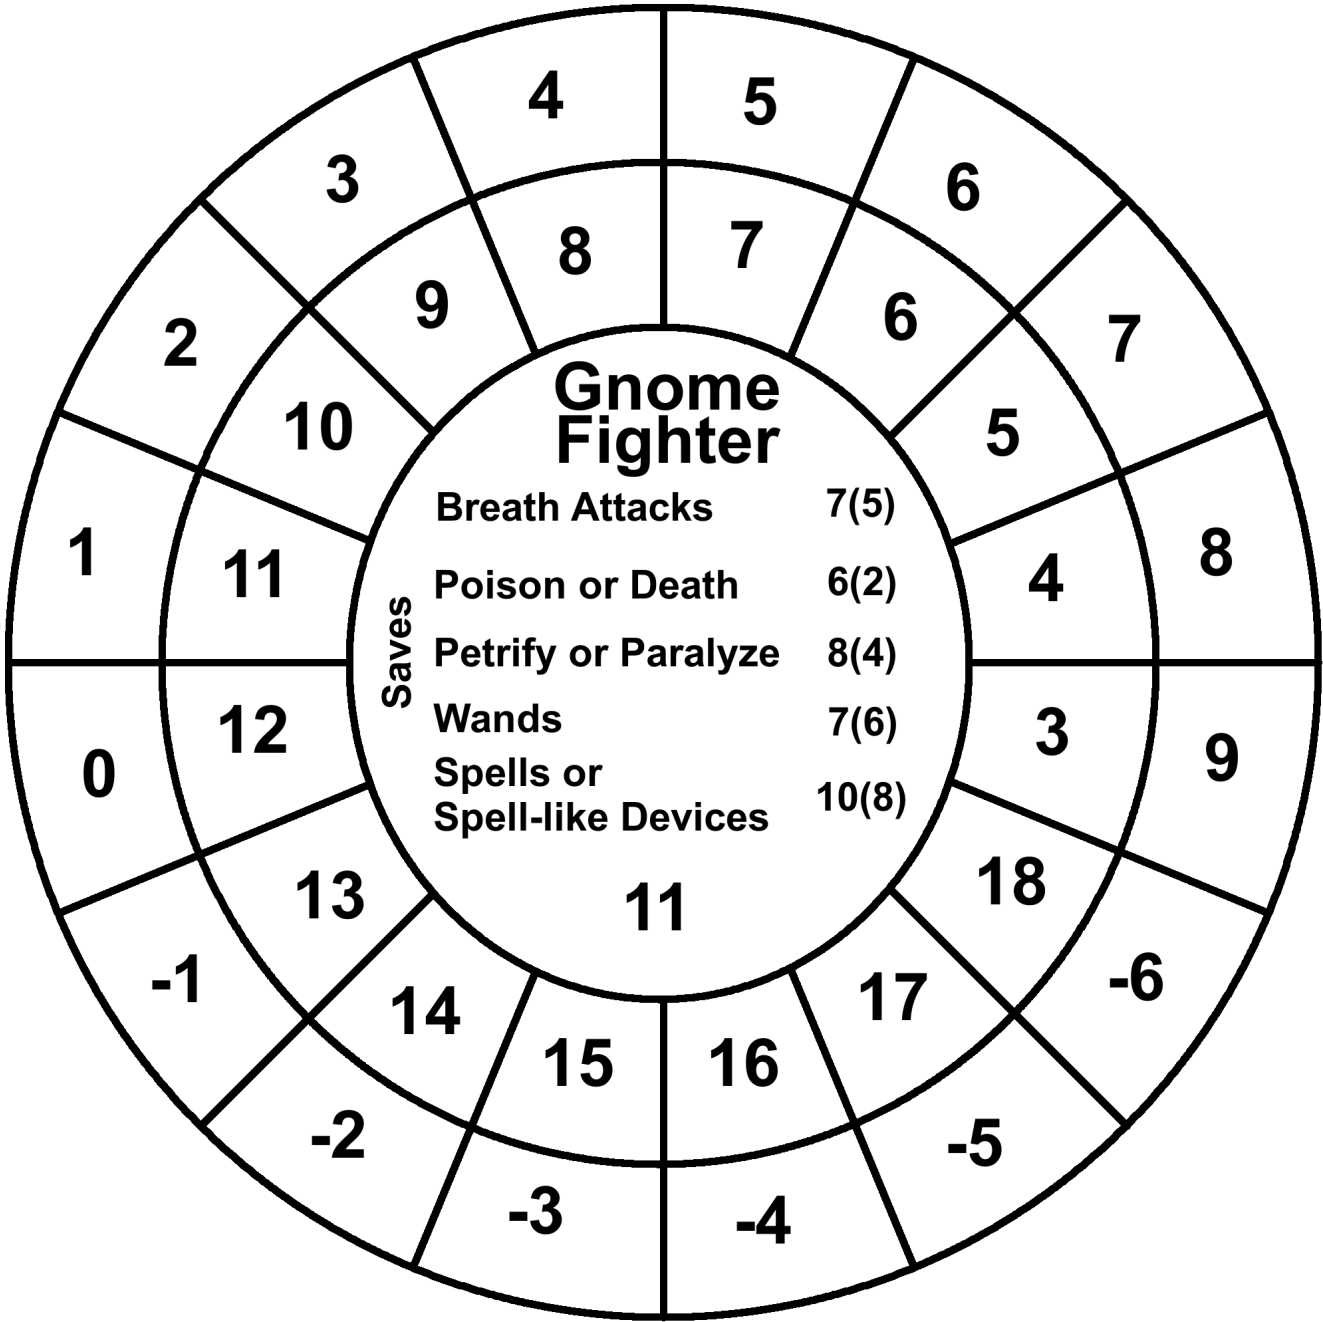 4 5
3 6
8 7
9 6
2 7
10 5
Gnome
Fighter
Breath Attacks 7(5)
1 8
11 4
Poison or Death 6(2)
Saves
Petrify or Paralyze 8(4)
Wands 7(6)
12 3
0 9
Spells or
Spell-like Devices 10(8)
13 18
11
-1 -6
14 17
15 16
-2 -5
-3 -4